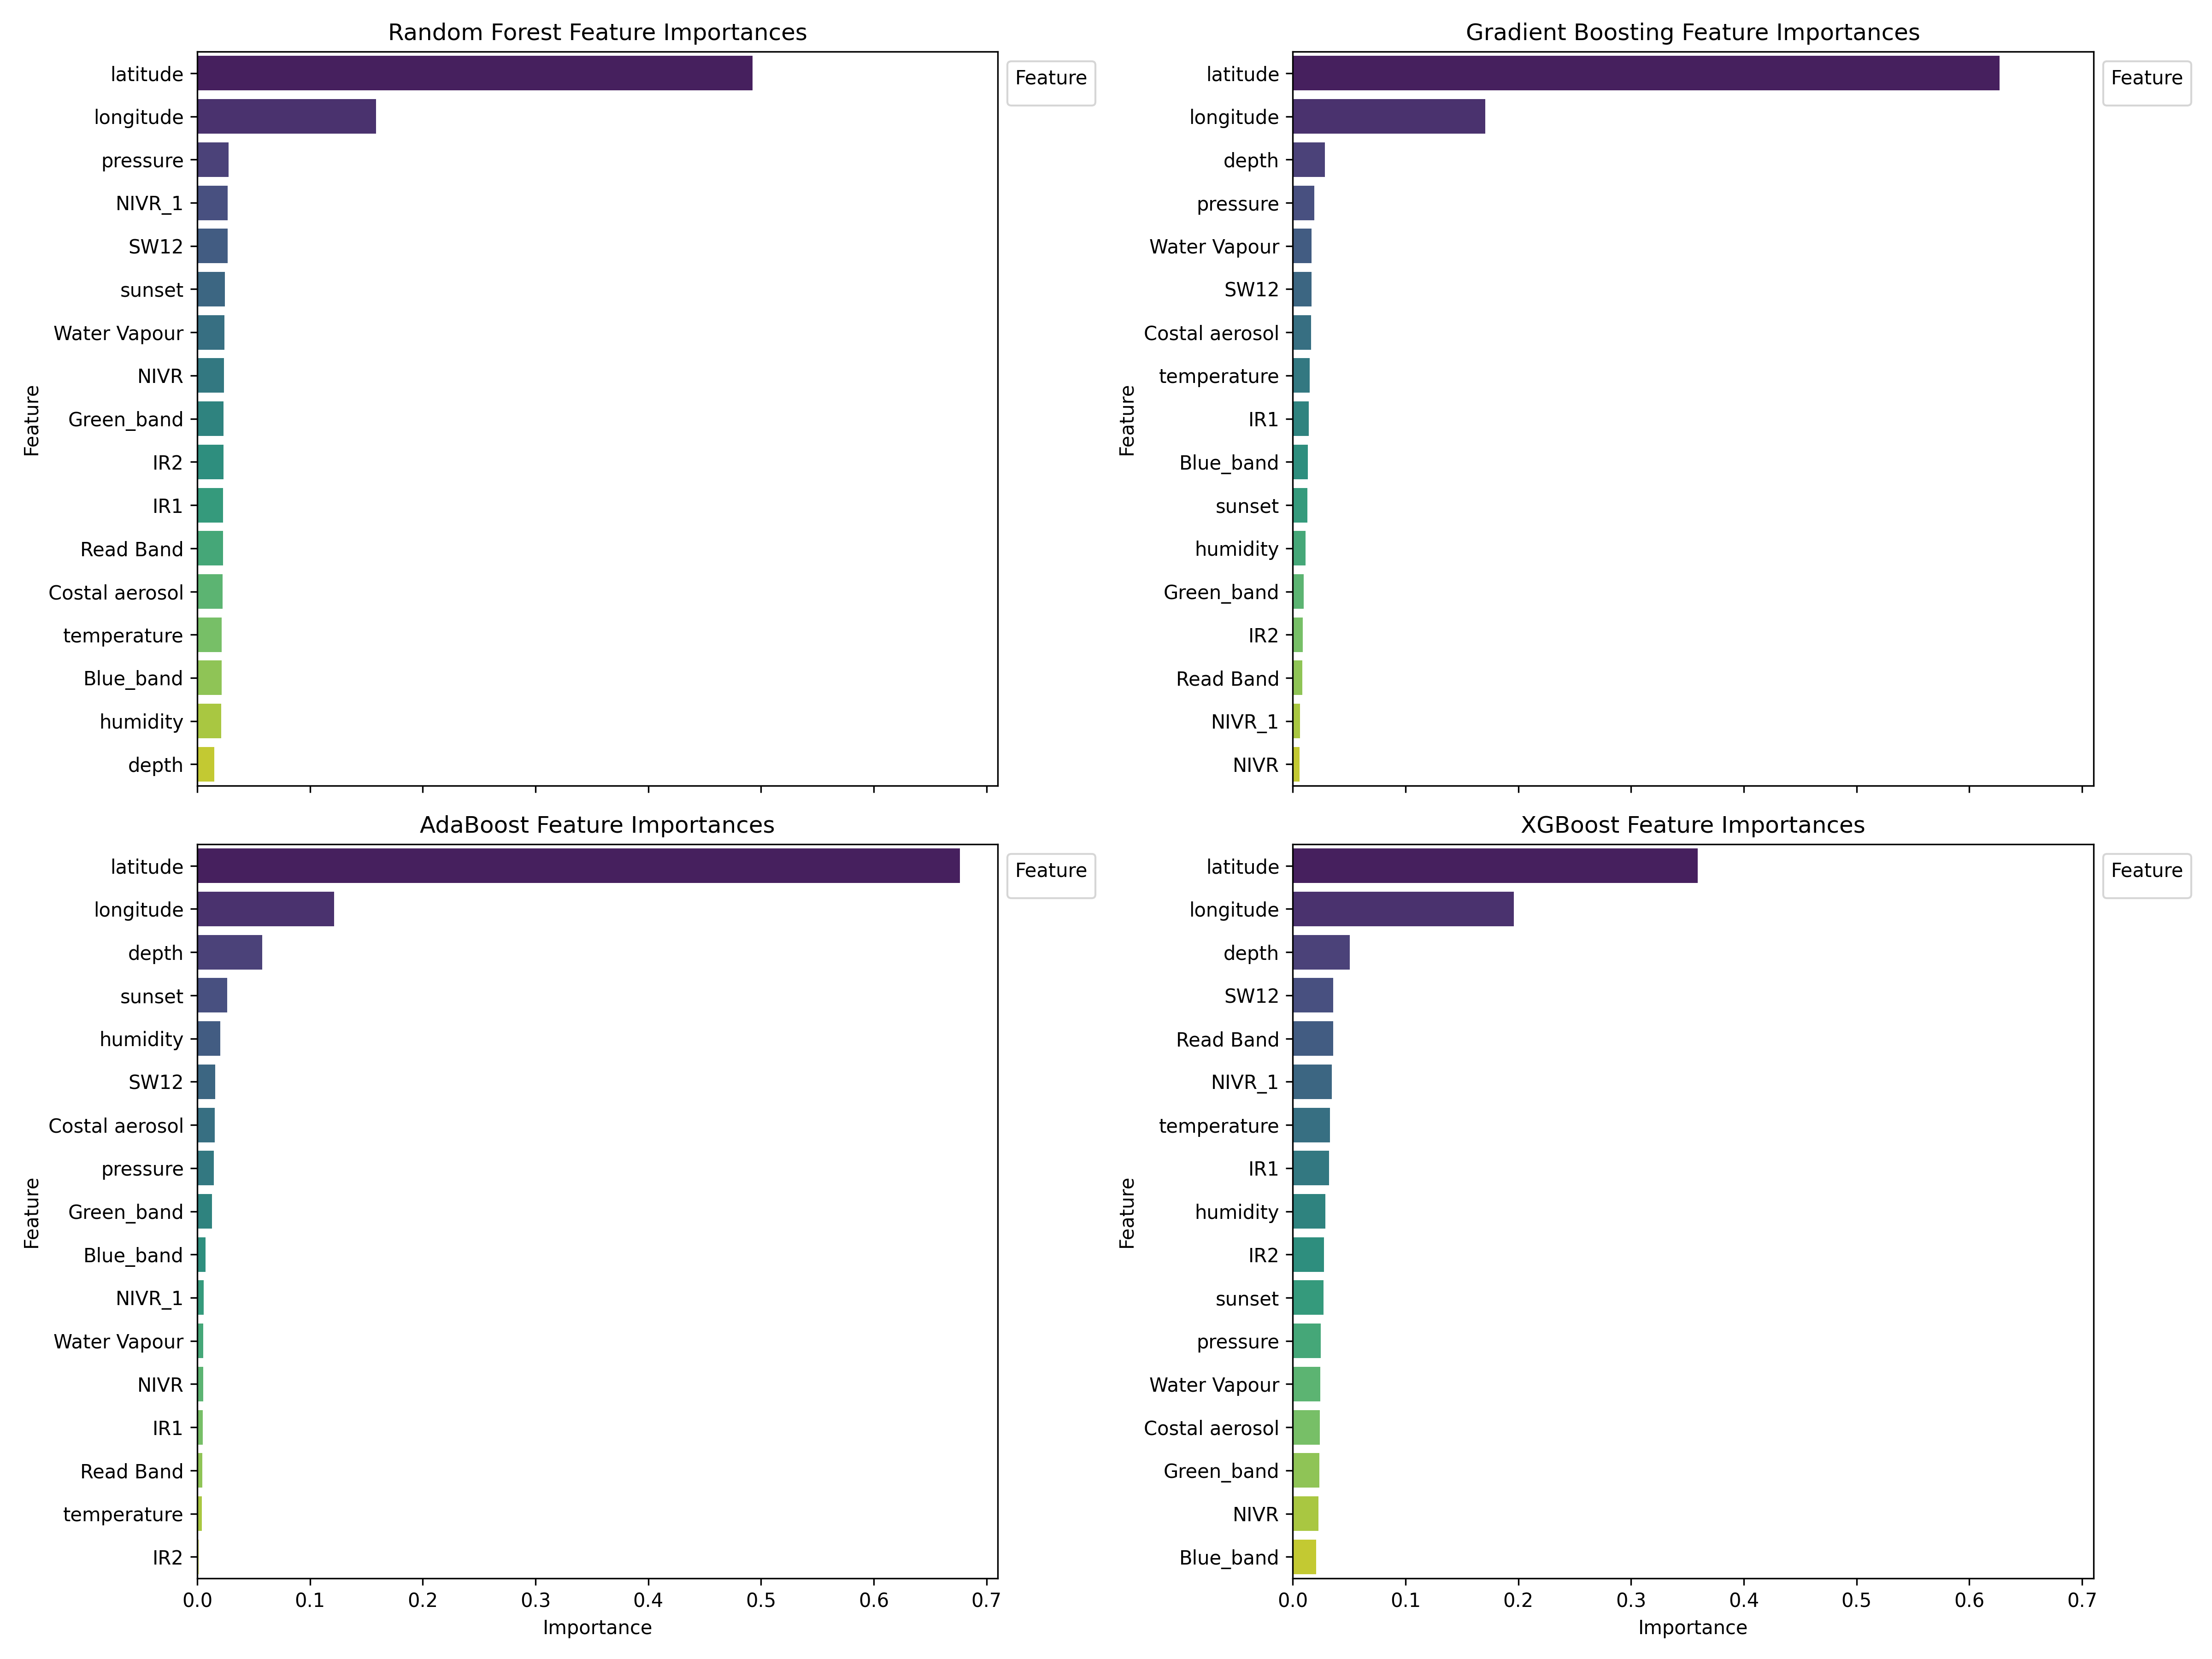 Random Forest Feature Importances
Feature
latitude
longitude
pressure
NIVR_1
SW12
sunset
Water Vapour
NIVR
Green_band
IR2
IR1
Read Band
Costal aerosol
temperature
Blue_band
humidity
depth
Feature
Gradient Boosting Feature Importances
Feature
latitude
longitude
depth
pressure
Water Vapour
SW12
Costal aerosol
temperature
IR1
Blue_band
sunset
humidity
Green_band
IR2
Read Band
NIVR_1
NIVR
Feature
AdaBoost Feature Importances
Feature
latitude
longitude
depth
sunset
humidity
SW12
Costal aerosol
pressure
Green_band
Blue_band
NIVR_1
Water Vapour
NIVR
IR1
Read Band
temperature
IR2
Feature
0.0 0.1 0.2 0.3 0.4 0.5 0.6 0.7
Importance
XGBoost Feature Importances
Feature
latitude
longitude
depth
SW12
Read Band
NIVR_1
temperature
IR1
humidity
IR2
sunset
pressure
Water Vapour
Costal aerosol
Green_band
NIVR
Blue_band
Feature
0.0 0.1 0.2 0.3 0.4 0.5 0.6 0.7
Importance